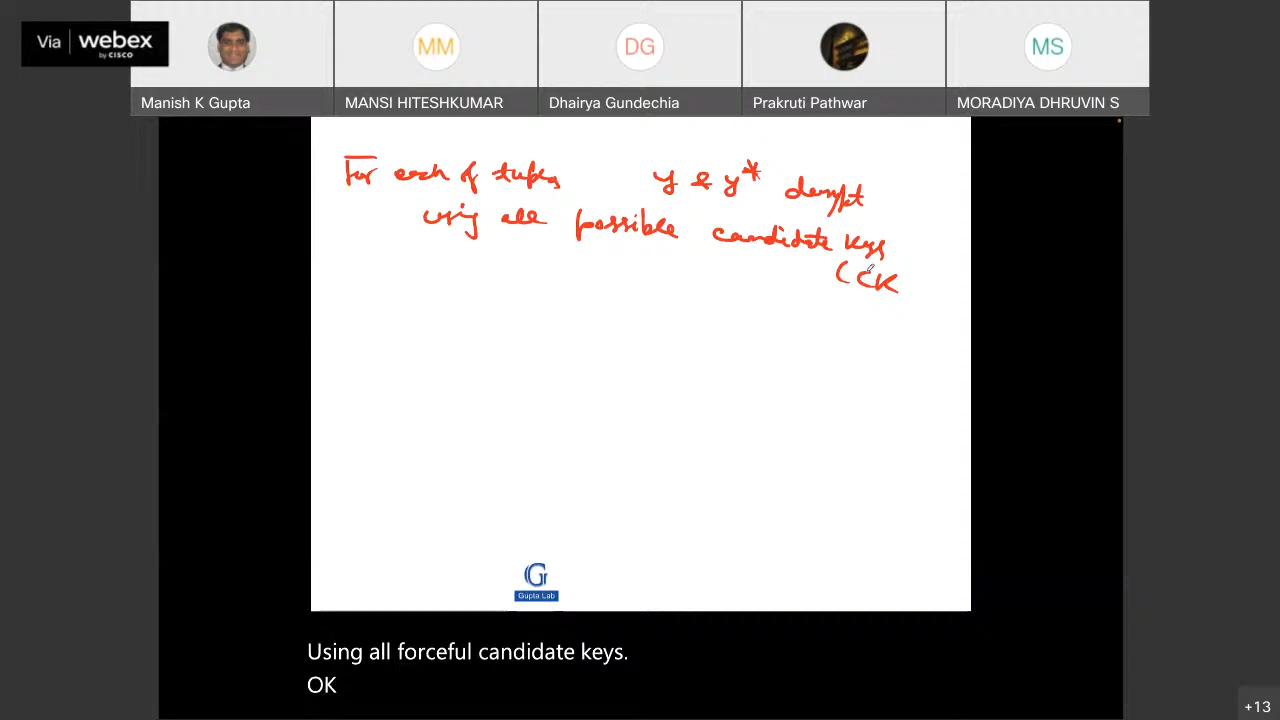 Via webex
by CISCO
MM
DG
MS
Manish K Gupta
MANSI HITESHKUMAR
Dhairya Gundechia
Prakruti Pathwar
MORADIYA DHRUVIN S
For each of tuples y & y* decrypt
using all possible candidate keys
(CK
G
Gupta Lab
Using all forceful candidate keys.
OK
+13